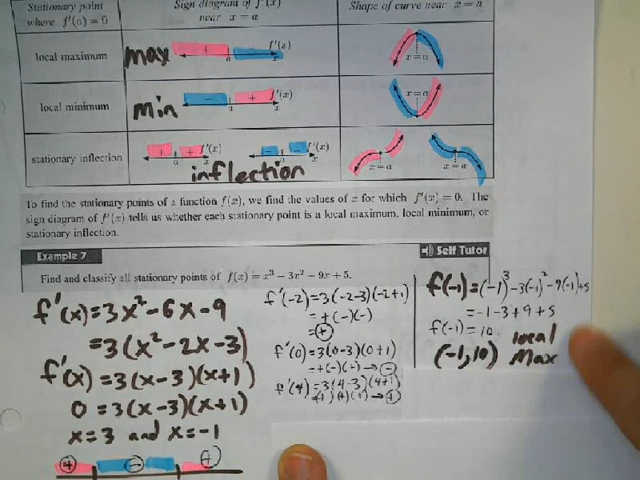 Stationary point Sign diagram of f'(x) Shape of curve near x = a
where f'(a) = 0 near x = a
local maximum max + - f'(x) a x x = a
local minimum min - + f'(x) a x x = a
stationary inflection + + f'(x) a x - - f'(x) a x x = a x = a
inflection
To find the stationary points of a function f(x), we find the values of x for which f'(x) = 0. The
sign diagram of f'(x) tells us whether each stationary point is a local maximum, local minimum, or
stationary inflection.
Example 7 Self Tutor
Find and classify all stationary points of f(x) = x³ − 3x² − 9x + 5.
f'(x)=3x²-6x-9
=3(x²-2x-3)
f'(x)=3(x-3)(x+1)
0=3(x-3)(x+1)
x=3 and x=-1
+ - +
f'(-2)=3(-2-3)(-2+1)
=+(-)(-)
=+
f'(0)=3(0-3)(0+1)
=+(-)(+)→-
f'(4)=3(4-3)(4+1)
(+)(+)(+)→+
f(-1)=(-1)³-3(-1)²-9(-1)+5
=-1-3+9+5
f(-1)=10
(-1,10) local
max